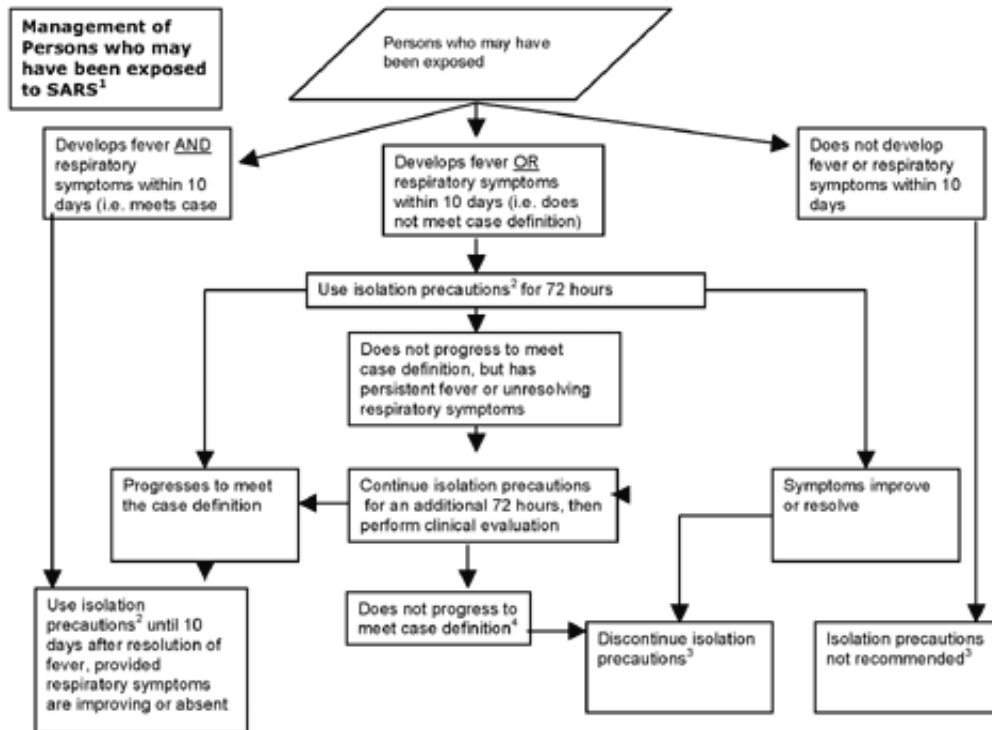 Management of
Persons who may
have been exposed
to SARS¹
Persons who may have
been exposed
Develops fever AND
respiratory
symptoms within 10
days (i.e. meets case
Develops fever OR
respiratory symptoms
within 10 days (i.e. does
not meet case definition)
Does not develop
fever or respiratory
symptoms within 10
days
Use isolation precautions² for 72 hours
Does not progress to meet
case definition, but has
persistent fever or unresolving
respiratory symptoms
Progresses to meet
the case definition
Continue isolation precautions
for an additional 72 hours, then
perform clinical evaluation
Symptoms improve
or resolve
Use isolation
precautions² until 10
days after resolution of
fever, provided
respiratory symptoms
are improving or absent
Does not progress to
meet case definition⁴
Discontinue isolation
precautions³
Isolation precautions
not recommended³